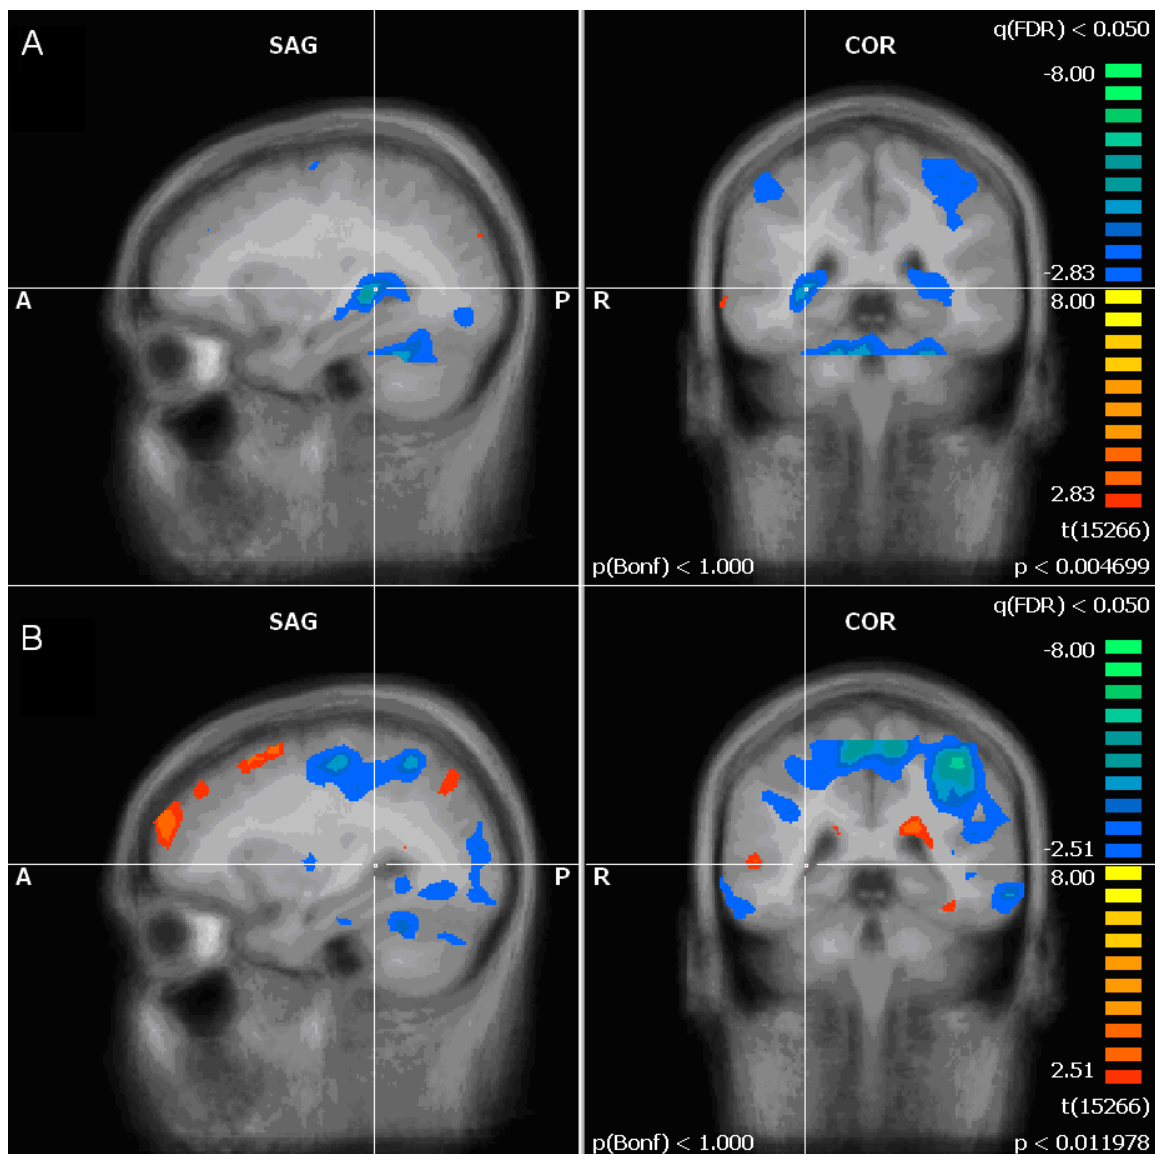 A
SAG
COR
q(FDR) < 0.050
-8.00
-2.83
8.00
A
P
R
2.83
t(15266)
p(Bonf) < 1.000
p < 0.004699
B
SAG
COR
q(FDR) < 0.050
-8.00
-2.51
8.00
A
P
R
2.51
t(15266)
p(Bonf) < 1.000
p < 0.011978